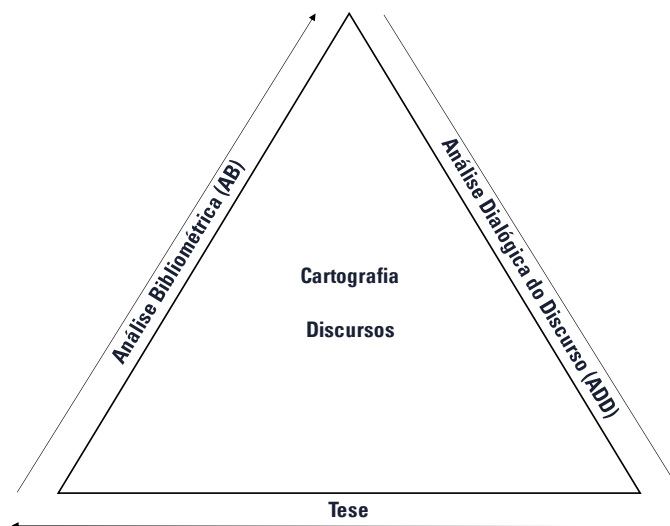 Análise Bibliométrica (AB)
Análise Dialógica do Discurso (ADD)
Cartografia
Discursos
Tese